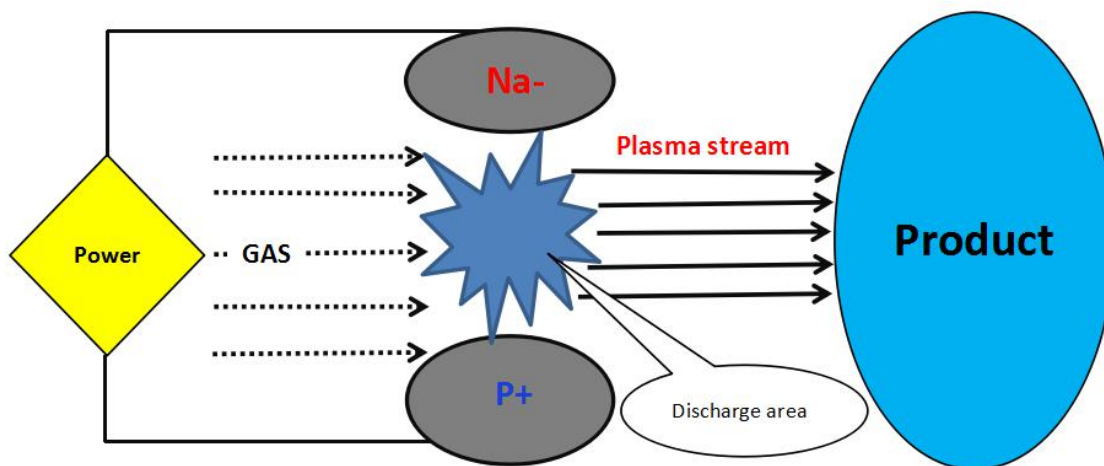 Na-
Plasma stream
Power
GAS
Product
P+
Discharge area